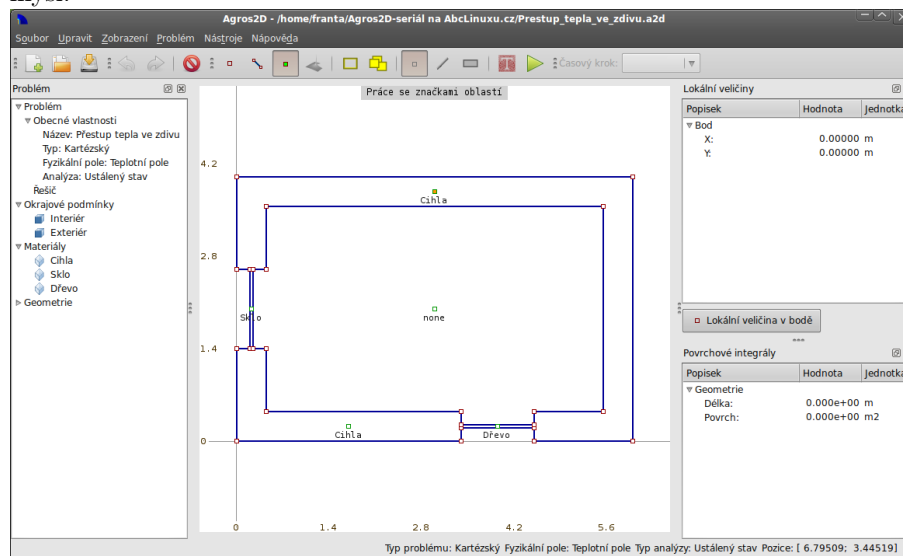 mysi.
Agros2D - /home/franta/Agros2D-seriál na AbcLinuxu.cz/Prestup_tepla_ve_zdivu.a2d
Soubor Upravit Zobrazení Problém Nástroje Nápověda
Časový krok:
Problém
Práce se značkami oblastí
Lokální veličiny
Problém
Obecné vlastnosti
Název: Přestup tepla ve zdivu
Typ: Kartézský
Fyzikální pole: Teplotní pole
Analýza: Ustálený stav
Řešič
Okrajové podmínky
Interiér
Exteriér
Materiály
Cihla
Sklo
Dřevo
Geometrie
4.2
2.8
1.4
0
Cihla
Sklo
none
Cihla
Dřevo
0 1.4 2.8 4.2 5.6
Popisek Hodnota Jednotka
Bod
X: 0.00000 m
Y: 0.00000 m
Lokální veličina v bodě
Povrchové integrály
Popisek Hodnota Jednotka
Geometrie
Délka: 0.000e+00 m
Povrch: 0.000e+00 m2
Typ problému: Kartézský Fyzikální pole: Teplotní pole Typ analýzy: Ustálený stav Pozice: [ 6.79509; 3.44519]